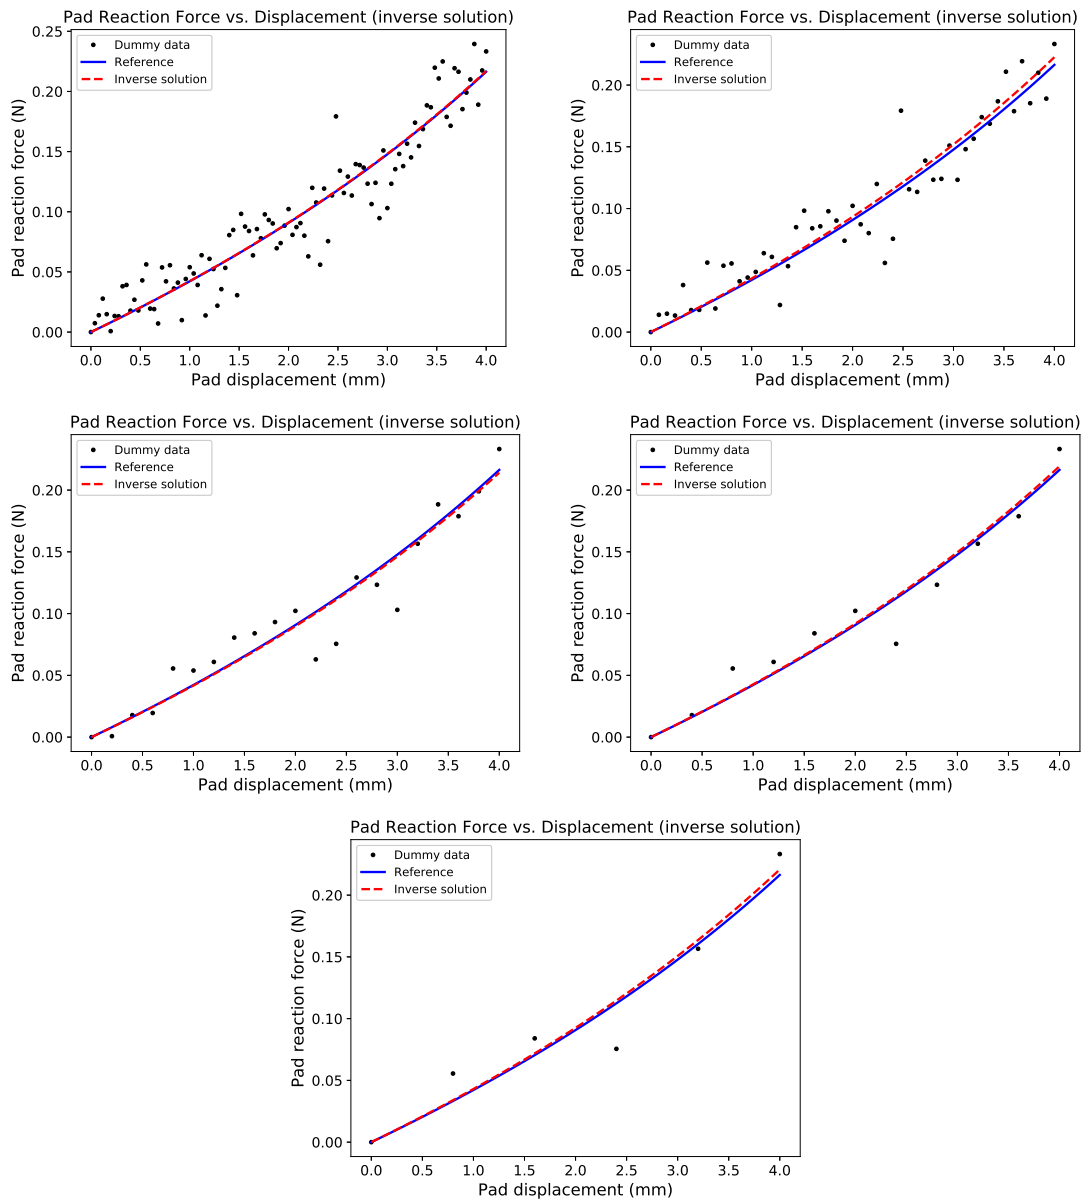 Pad Reaction Force vs. Displacement (inverse solution)
Dummy data
Reference
Inverse solution
Pad reaction force (N)
0.25
0.20
0.15
0.10
0.05
0.00
0.0 0.5 1.0 1.5 2.0 2.5 3.0 3.5 4.0
Pad displacement (mm)
Pad Reaction Force vs. Displacement (inverse solution)
Dummy data
Reference
Inverse solution
Pad reaction force (N)
0.20
0.15
0.10
0.05
0.00
0.0 0.5 1.0 1.5 2.0 2.5 3.0 3.5 4.0
Pad displacement (mm)
Pad Reaction Force vs. Displacement (inverse solution)
Dummy data
Reference
Inverse solution
Pad reaction force (N)
0.20
0.15
0.10
0.05
0.00
0.0 0.5 1.0 1.5 2.0 2.5 3.0 3.5 4.0
Pad displacement (mm)
Pad Reaction Force vs. Displacement (inverse solution)
Dummy data
Reference
Inverse solution
Pad reaction force (N)
0.20
0.15
0.10
0.05
0.00
0.0 0.5 1.0 1.5 2.0 2.5 3.0 3.5 4.0
Pad displacement (mm)
Pad Reaction Force vs. Displacement (inverse solution)
Dummy data
Reference
Inverse solution
Pad reaction force (N)
0.20
0.15
0.10
0.05
0.00
0.0 0.5 1.0 1.5 2.0 2.5 3.0 3.5 4.0
Pad displacement (mm)